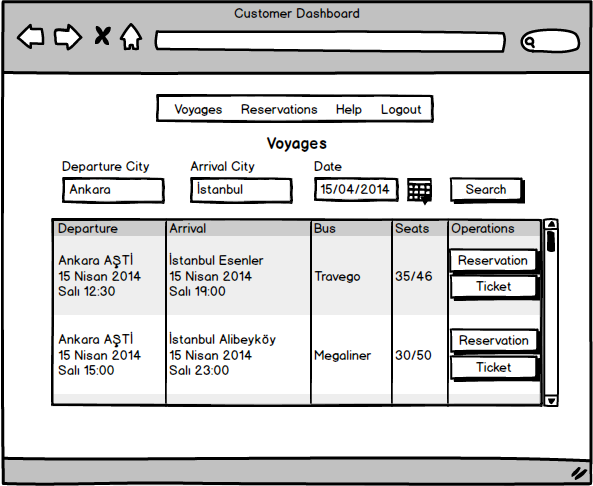 Customer Dashboard
Voyages Reservations Help Logout
Voyages
Departure City Arrival City Date
Ankara İstanbul 15/04/2014 Search
Departure Arrival Bus Seats Operations
Ankara AŞTİ İstanbul Esenler Reservation
15 Nisan 2014 15 Nisan 2014 Travego 35/46
Salı 12:30 Salı 19:00 Ticket
Ankara AŞTİ İstanbul Alibeyköy Reservation
15 Nisan 2014 15 Nisan 2014 Megaliner 30/50
Salı 15:00 Salı 23:00 Ticket